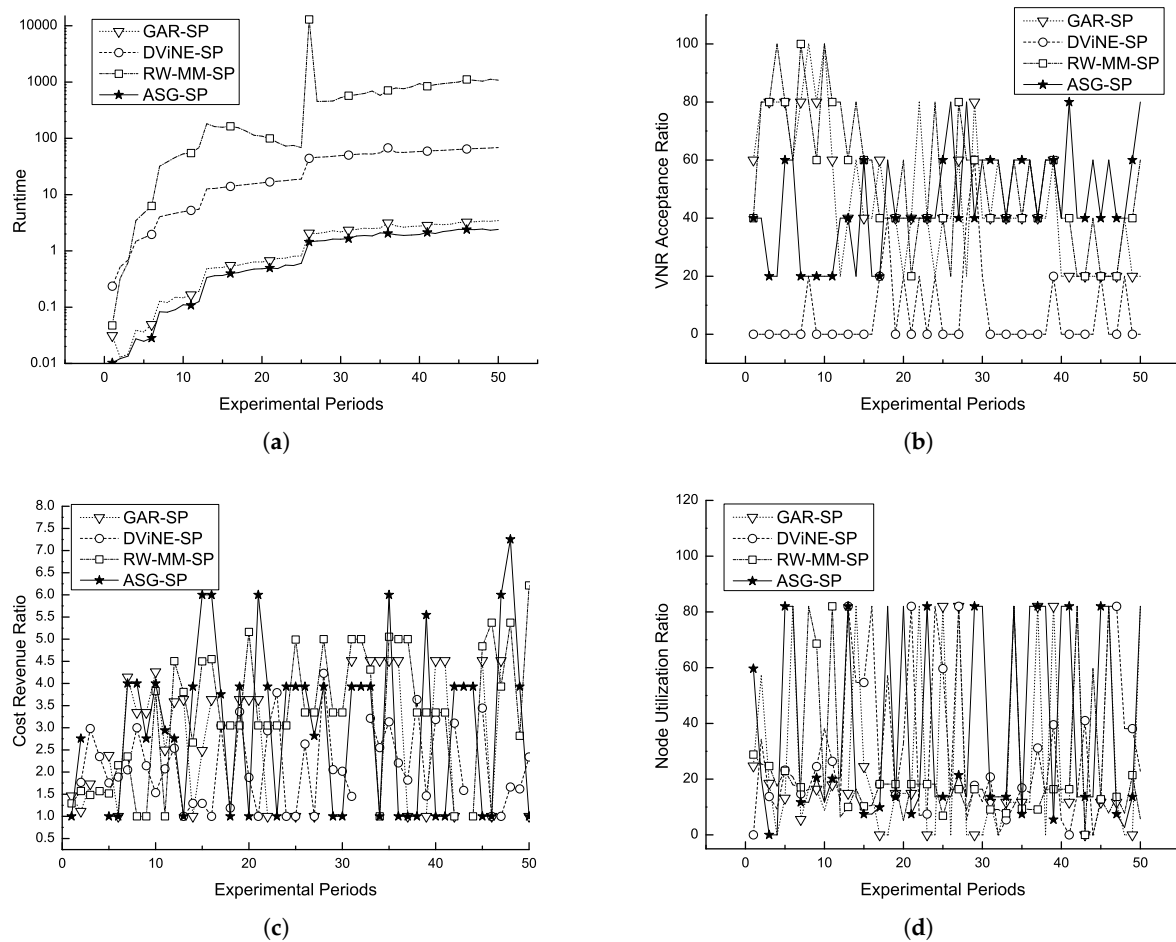 GAR-SP
DViNE-SP
RW-MM-SP
ASG-SP
10000
1000
100
10
1
0.1
0.01
Runtime
0 10 20 30 40 50
Experimental Periods
(a)
GAR-SP
DViNE-SP
RW-MM-SP
ASG-SP
100
80
60
40
20
0
VNR Acceptance Ratio
0 10 20 30 40 50
Experimental Periods
(b)
GAR-SP
DViNE-SP
RW-MM-SP
ASG-SP
8.0
7.5
7.0
6.5
6.0
5.5
5.0
4.5
4.0
3.5
3.0
2.5
2.0
1.5
1.0
0.5
Cost Revenue Ratio
0 10 20 30 40 50
Experimental Periods
(c)
GAR-SP
DViNE-SP
RW-MM-SP
ASG-SP
120
100
80
60
40
20
0
Node Utilization Ratio
0 10 20 30 40 50
Experimental Periods
(d)